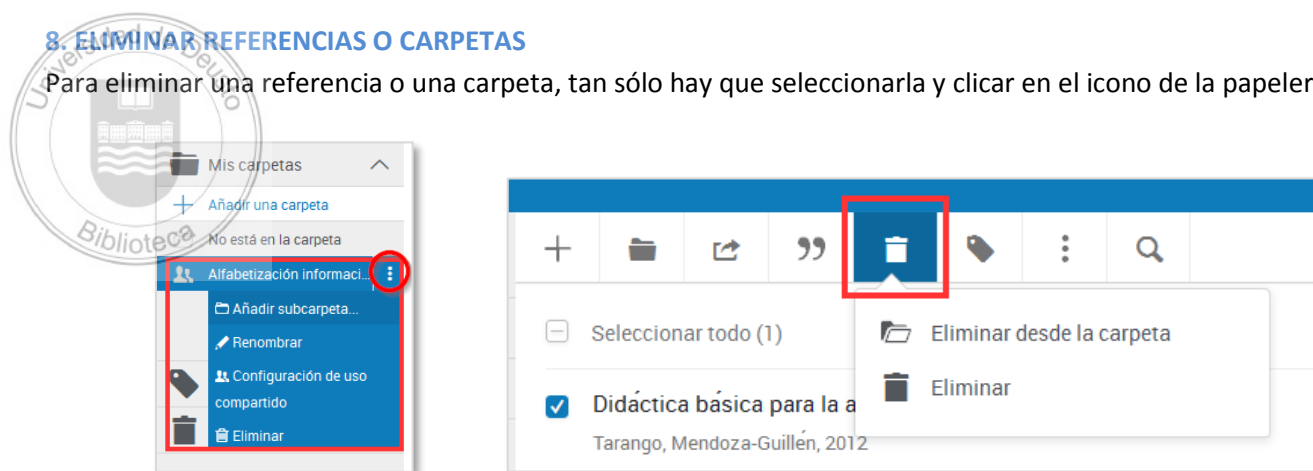 8. ELIMINAR REFERENCIAS O CARPETAS
Para eliminar una referencia o una carpeta, tan sólo hay que seleccionarla y clicar en el icono de la papeler
Universidad de Deusto
Biblioteca
Mis carpetas
Añadir una carpeta
No está en la carpeta
Alfabetización informaci...
Añadir subcarpeta...
Renombrar
Configuración de uso
compartido
Eliminar
Seleccionar todo (1)
Didáctica básica para la a
Tarango, Mendoza-Guillén, 2012
Eliminar desde la carpeta
Eliminar